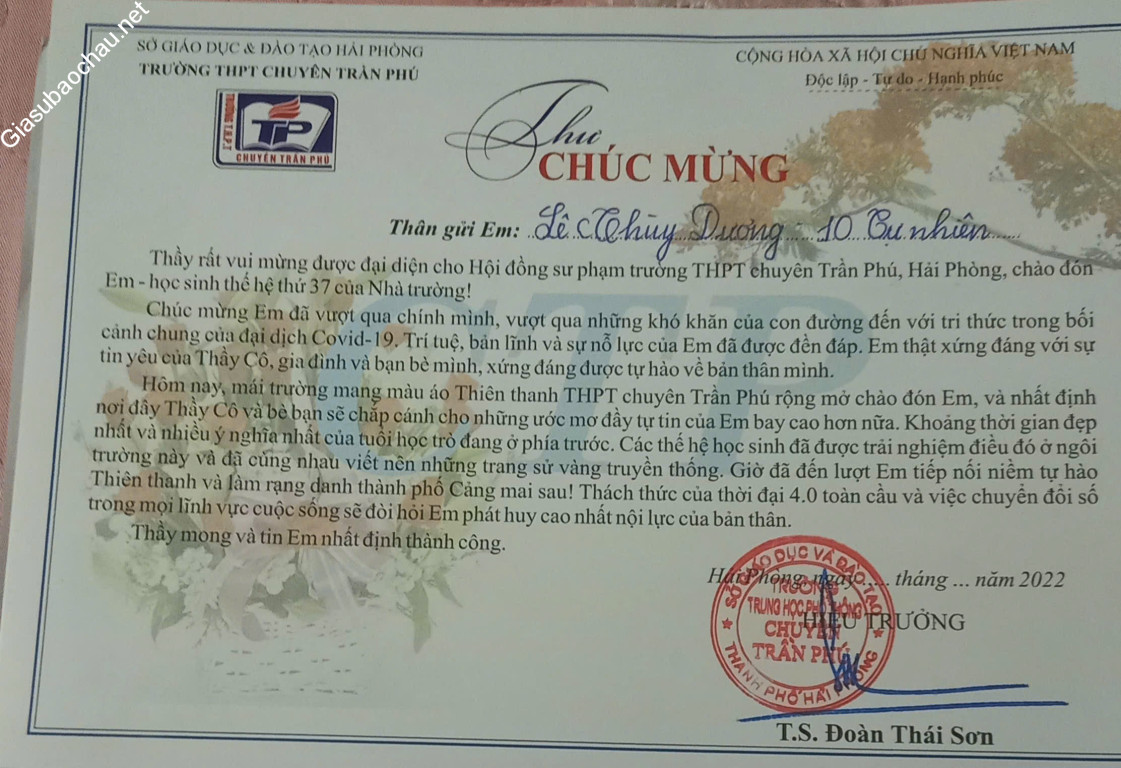 Giasubaochau.net
SỞ GIÁO DỤC & ĐÀO TẠO HẢI PHÒNG
TRƯỜNG THPT CHUYÊN TRẦN PHÚ
CỘNG HÒA XÃ HỘI CHỦ NGHĨA VIỆT NAM
Độc lập - Tự do - Hạnh phúc
TRƯỜNG T.H.P.T
TP
CHUYÊN TRẦN PHÚ
Thư
CHÚC MỪNG
Thân gửi Em: Lê Thùy Dương - 10 Tự nhiên
Thầy rất vui mừng được đại diện cho Hội đồng sư phạm trường THPT chuyên Trần Phú, Hải Phòng, chào đón
Em - học sinh thế hệ thứ 37 của Nhà trường!
Chúc mừng Em đã vượt qua chính mình, vượt qua những khó khăn của con đường đến với tri thức trong bối
cảnh chung của đại dịch Covid-19. Trí tuệ, bản lĩnh và sự nỗ lực của Em đã được đền đáp. Em thật xứng đáng với sự
tin yêu của Thầy Cô, gia đình và bạn bè mình, xứng đáng được tự hào về bản thân mình.
Hôm nay, mái trường mang màu áo Thiên thanh THPT chuyên Trần Phú rộng mở chào đón Em, và nhất định
nơi đây Thầy Cô và bè bạn sẽ chắp cánh cho những ước mơ đầy tự tin của Em bay cao hơn nữa. Khoảng thời gian đẹp
nhất và nhiều ý nghĩa nhất của tuổi học trò đang ở phía trước. Các thế hệ học sinh đã được trải nghiệm điều đó ở ngôi
trường này và đã cùng nhau viết nên những trang sử vàng truyền thống. Giờ đã đến lượt Em tiếp nối niềm tự hào
Thiên thanh và làm rạng danh thành phố Cảng mai sau! Thách thức của thời đại 4.0 toàn cầu và việc chuyển đổi số
trong mọi lĩnh vực cuộc sống sẽ đòi hỏi Em phát huy cao nhất nội lực của bản thân.
Thầy mong và tin Em nhất định thành công.
Hải Phòng, ngày ..... tháng ... năm 2022
HIỆU TRƯỞNG
SỞ GIÁO DỤC VÀ ĐÀO TẠO
TRƯỜNG
TRUNG HỌC PHỔ THÔNG
CHUYÊN
TRẦN PHÚ
THÀNH PHỐ HẢI PHÒNG
T.S. Đoàn Thái Sơn